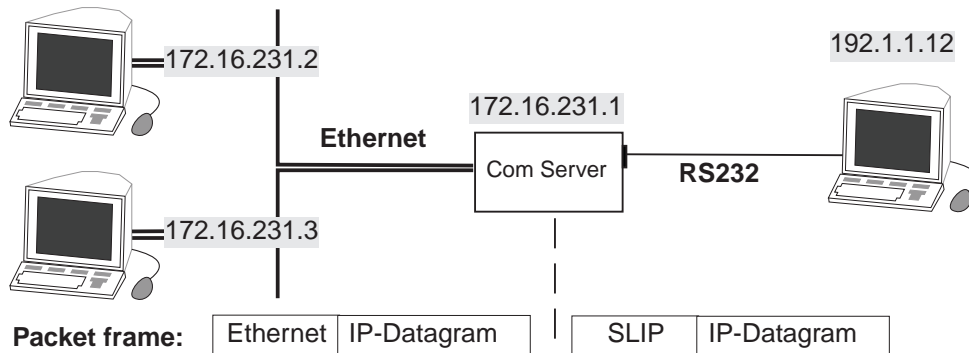 192.1.1.12
172.16.231.2
172.16.231.1
Ethernet
Com Server
RS232
172.16.231.3
Packet frame: Ethernet IP-Datagram SLIP IP-Datagram